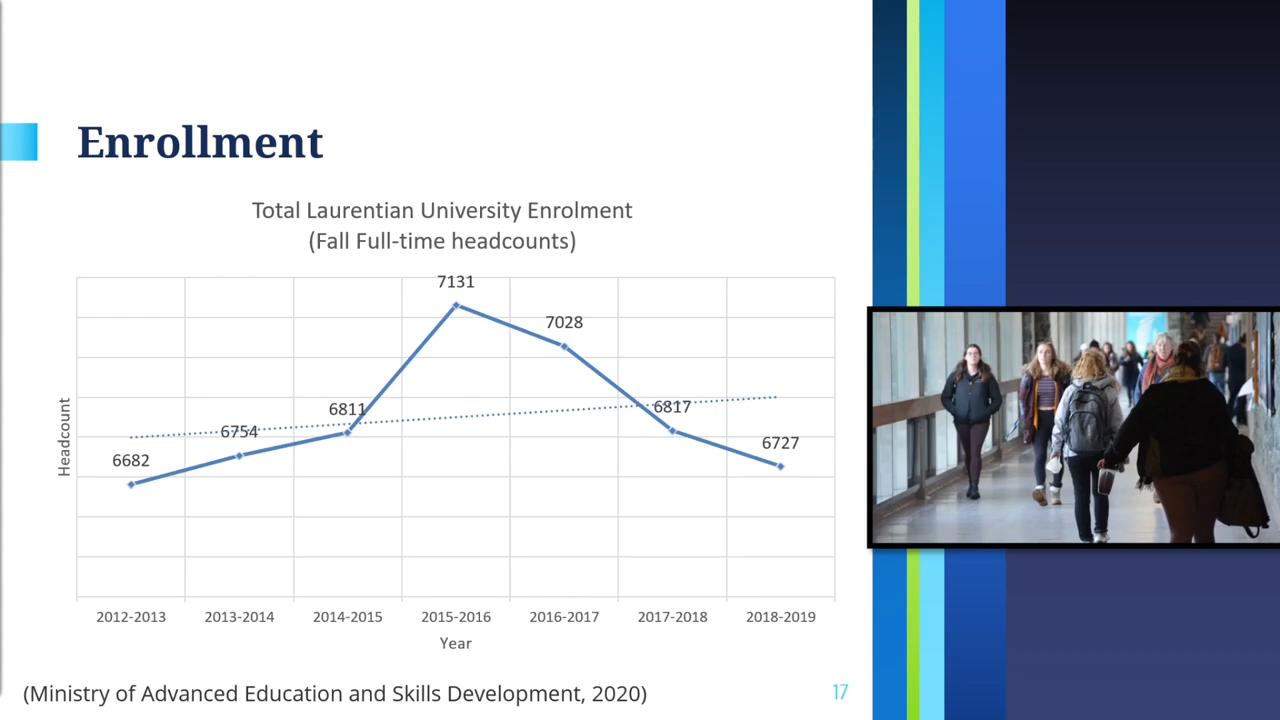 Enrollment
Total Laurentian University Enrolment
(Fall Full-time headcounts)
7131
7028
6811
6817
6754
6727
6682
Headcount
2012-2013 2013-2014 2014-2015 2015-2016 2016-2017 2017-2018 2018-2019
Year
(Ministry of Advanced Education and Skills Development, 2020)
17